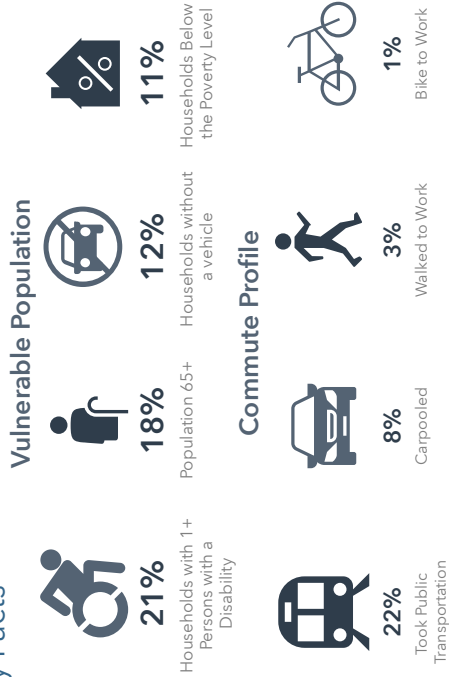 y Facts
Vulnerable Population
21%
Households with 1+
Persons with a
Disability
18%
Population 65+
12%
Households without
a vehicle
11%
Households Below
the Poverty Level
Commute Profile
22%
Took Public
Transportation
8%
Carpooled
3%
Walked to Work
1%
Bike to Work